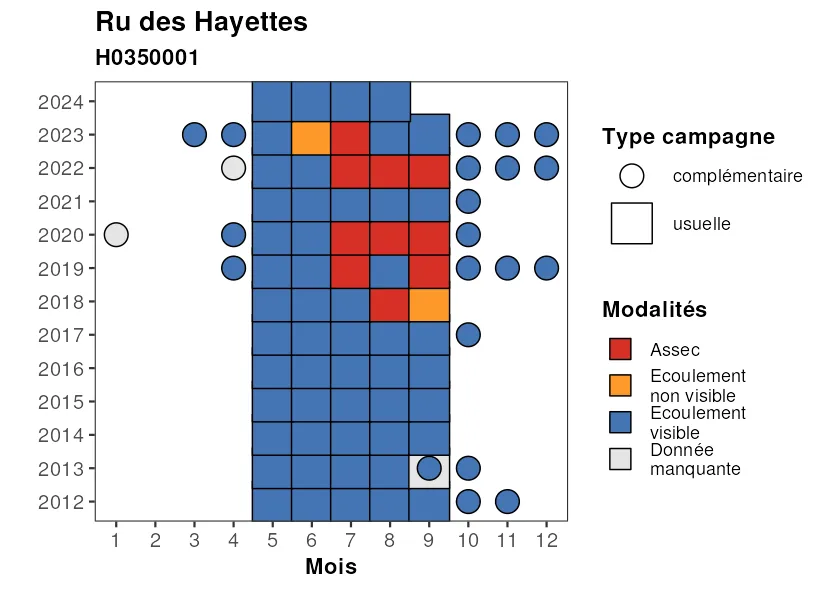 Ru des Hayettes
H0350001
2024
2023
2022
2021
2020
2019
2018
2017
2016
2015
2014
2013
2012
1 2 3 4 5 6 7 8 9 10 11 12
Mois
Type campagne
complémentaire
usuelle
Modalités
Assec
Ecoulement
non visible
Ecoulement
visible
Donnée
manquante